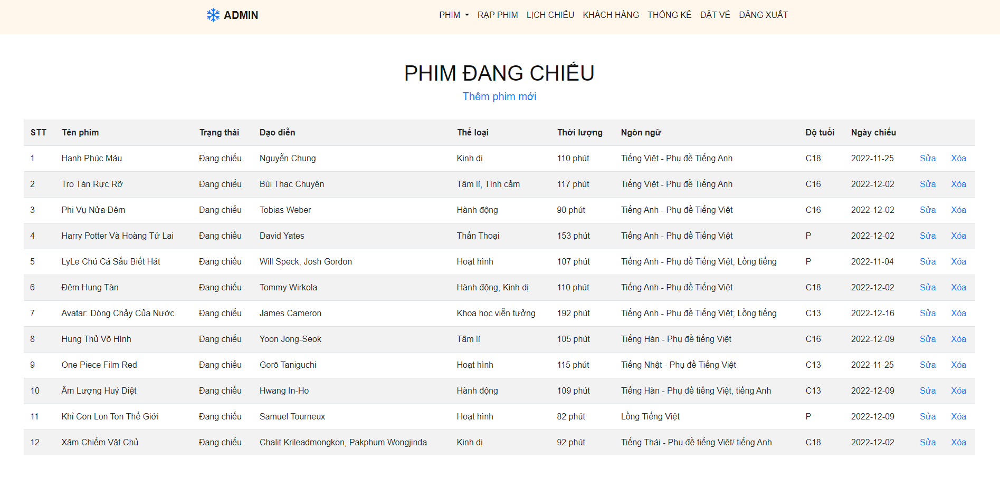 ADMIN PHIM RẠP PHIM LỊCH CHIẾU KHÁCH HÀNG THỐNG KÊ ĐẶT VÉ ĐĂNG XUẤT
PHIM ĐANG CHIẾU
Thêm phim mới
STT Tên phim Trạng thái Đạo diễn Thể loại Thời lượng Ngôn ngữ Độ tuổi Ngày chiếu
1 Hạnh Phúc Máu Đang chiếu Nguyễn Chung Kinh dị 110 phút Tiếng Việt - Phụ đề Tiếng Anh C18 2022-11-25 Sửa Xóa
2 Tro Tàn Rực Rỡ Đang chiếu Bùi Thạc Chuyên Tâm lí, Tình cảm 117 phút Tiếng Việt - Phụ đề Tiếng Anh C16 2022-12-02 Sửa Xóa
3 Phi Vụ Nửa Đêm Đang chiếu Tobias Weber Hành động 90 phút Tiếng Anh - Phụ đề Tiếng Việt C16 2022-12-02 Sửa Xóa
4 Harry Potter Và Hoàng Tử Lai Đang chiếu David Yates Thần Thoại 153 phút Tiếng Anh - Phụ đề Tiếng Việt P 2022-12-02 Sửa Xóa
5 LyLe Chú Cá Sấu Biết Hát Đang chiếu Will Speck, Josh Gordon Hoạt hình 107 phút Tiếng Anh - Phụ đề Tiếng Việt; Lồng tiếng P 2022-11-04 Sửa Xóa
6 Đêm Hung Tàn Đang chiếu Tommy Wirkola Hành động, Kinh dị 110 phút Tiếng Anh - Phụ đề Tiếng Việt C18 2022-12-02 Sửa Xóa
7 Avatar: Dòng Chảy Của Nước Đang chiếu James Cameron Khoa học viễn tưởng 192 phút Tiếng Anh - Phụ đề Tiếng Việt; Lồng tiếng C13 2022-12-16 Sửa Xóa
8 Hung Thủ Vô Hình Đang chiếu Yoon Jong-Seok Tâm lí 105 phút Tiếng Hàn - Phụ đề tiếng Việt C16 2022-12-09 Sửa Xóa
9 One Piece Film Red Đang chiếu Gorō Taniguchi Hoạt hình 115 phút Tiếng Nhật - Phụ đề Tiếng Việt C13 2022-11-25 Sửa Xóa
10 Âm Lượng Huỷ Diệt Đang chiếu Hwang In-Ho Hành động 109 phút Tiếng Hàn - Phụ đề tiếng Việt, tiếng Anh C13 2022-12-09 Sửa Xóa
11 Khỉ Con Lon Ton Thế Giới Đang chiếu Samuel Tourneux Hoạt hình 82 phút Lồng Tiếng Việt P 2022-12-09 Sửa Xóa
12 Xâm Chiếm Vật Chủ Đang chiếu Chalit Krileadmongkon, Pakphum Wongjinda Kinh dị 92 phút Tiếng Thái - Phụ đề tiếng Việt/ tiếng Anh C18 2022-12-02 Sửa Xóa